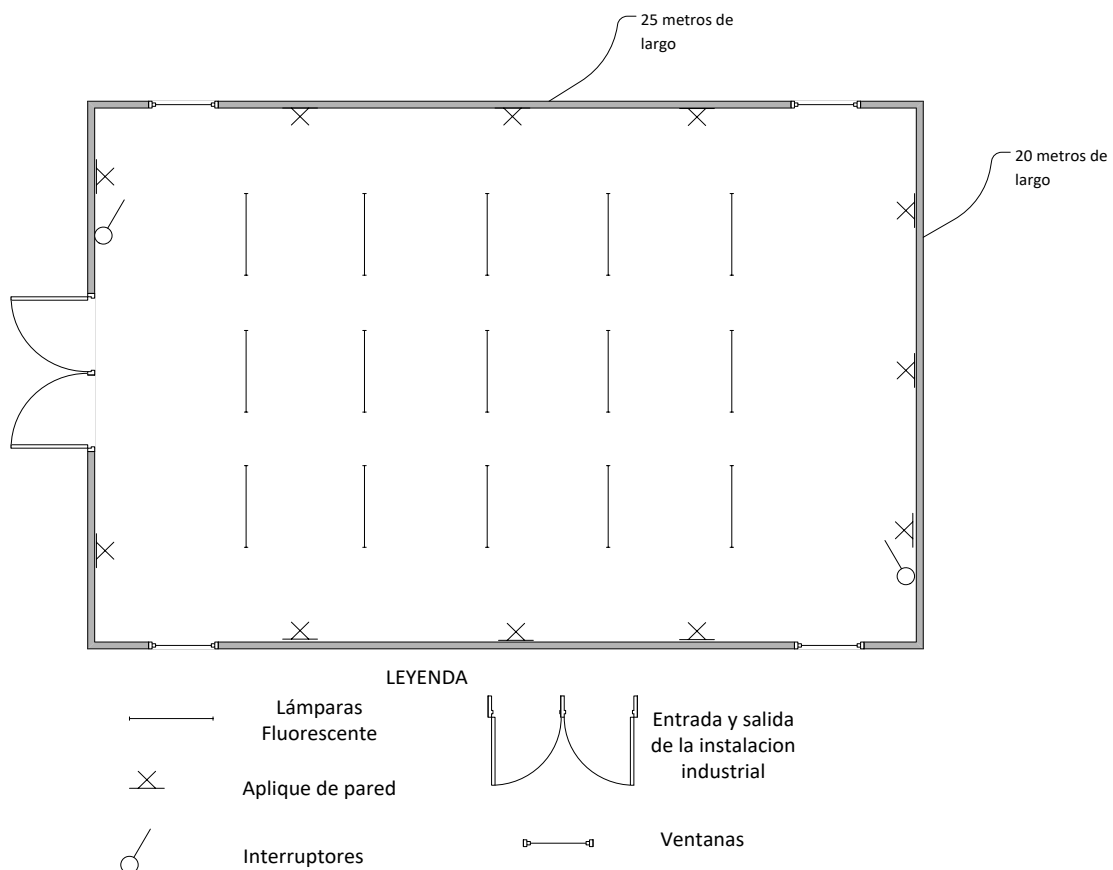 25 metros de
largo
20 metros de
largo
LEYENDA
Lámparas
Fluorescente
Entrada y salida
de la instalacion
industrial
Aplique de pared
Ventanas
Interruptores